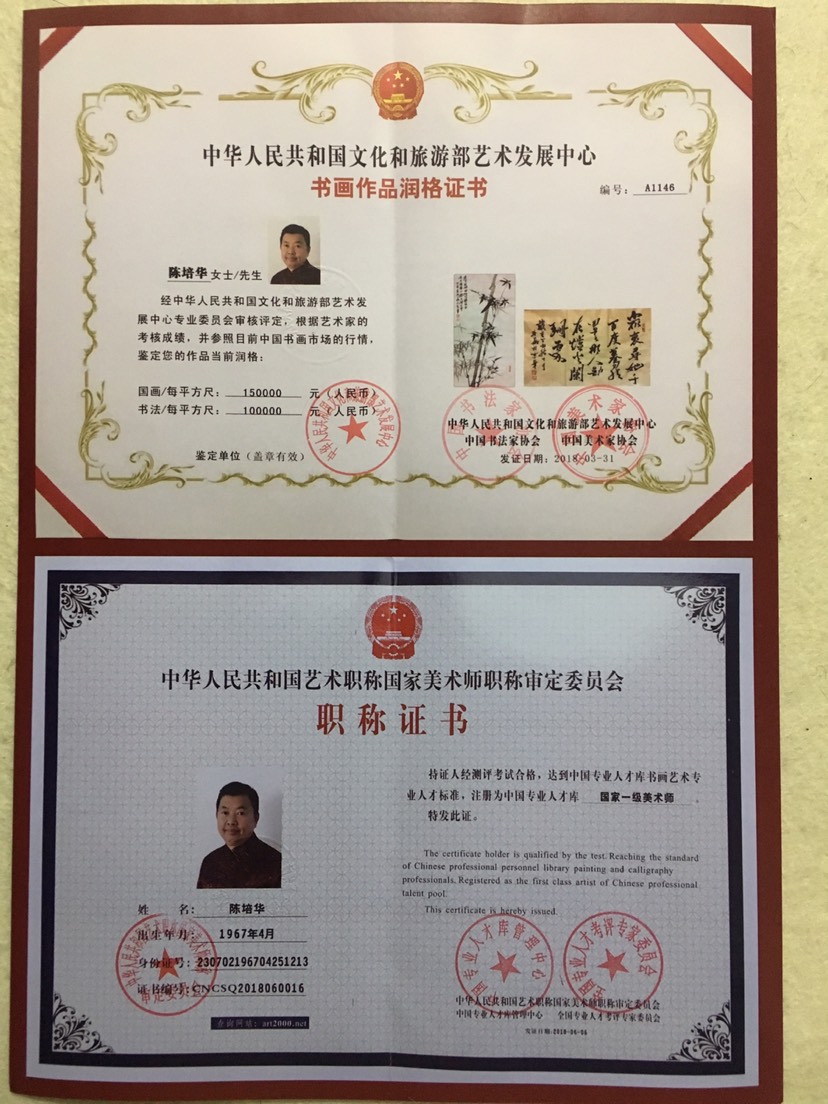 中华人民共和国文化和旅游部艺术发展中心
书画作品润格证书
编号: A1146
陈培华女士/先生
经中华人民共和国文化和旅游部艺术发
展中心专业委员会审核评定，根据艺术家的
考核成绩，并参照目前中国书画市场的行情，
鉴定您的作品当前润格：
国画/每平方尺： 150000 元（人民币）
书法/每平方尺： 100000 元（人民币）
鉴定单位（盖章有效）
中华人民共和国文化和旅游部艺术发展中心
中国书法家协会 中国美术家协会
发证日期：2018-03-31
中华人民共和国艺术职称国家美术师职称审定委员会
职称证书
持证人经测评考试合格，达到中国专业人才库书画艺术专
业人才标准，注册为中国专业人才库 国家一级美术师 。
特发此证。
The certificate holder is qualified by the test. Reaching the standard
of Chinese professional personnel library painting and calligraphy
professionals. Registered as the first class artist of Chinese professional
talent pool.
This certificate is hereby issued.
姓 名： 陈培华
出生年月： 1967年4月
身份证号：230702196704251213
证书编号：CNCSQ2018060016
查询网站：art2000.net
中华人民共和国艺术职称国家美术师职称审定委员会
中国专业人才库管理中心 全国专业人才考评专家委员会
发证日期：2018-06-06